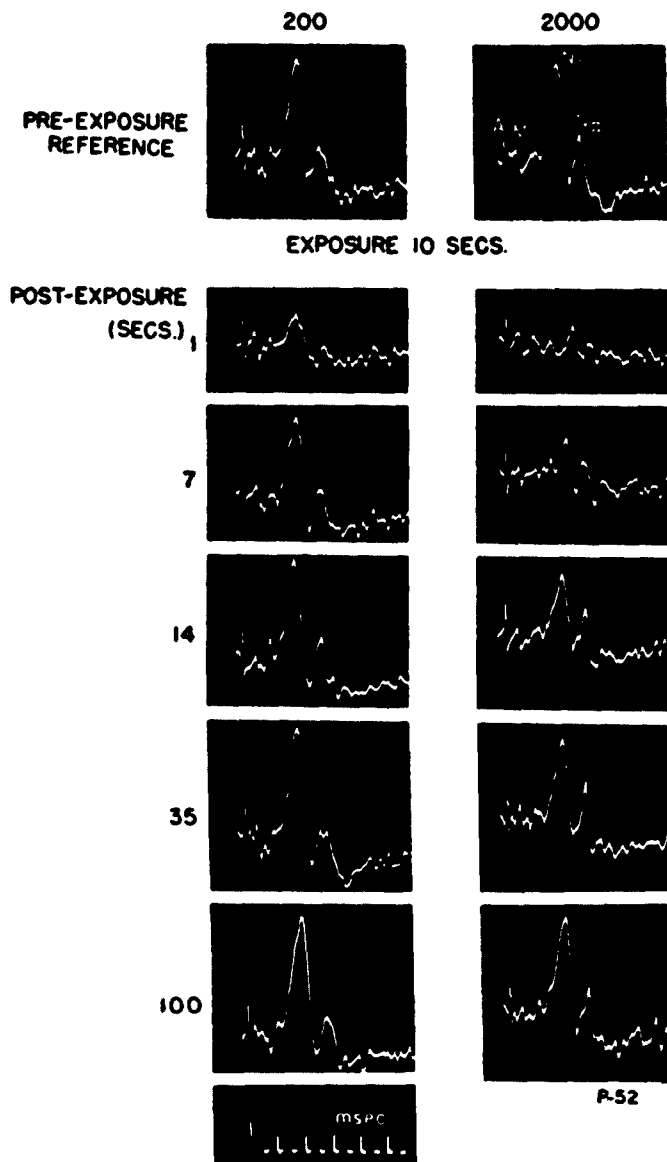 200 2000
PRE-EXPOSURE
REFERENCE
EXPOSURE 10 SECS.
POST-EXPOSURE
(SECS.) 1
7
14
35
100
msec
P-52